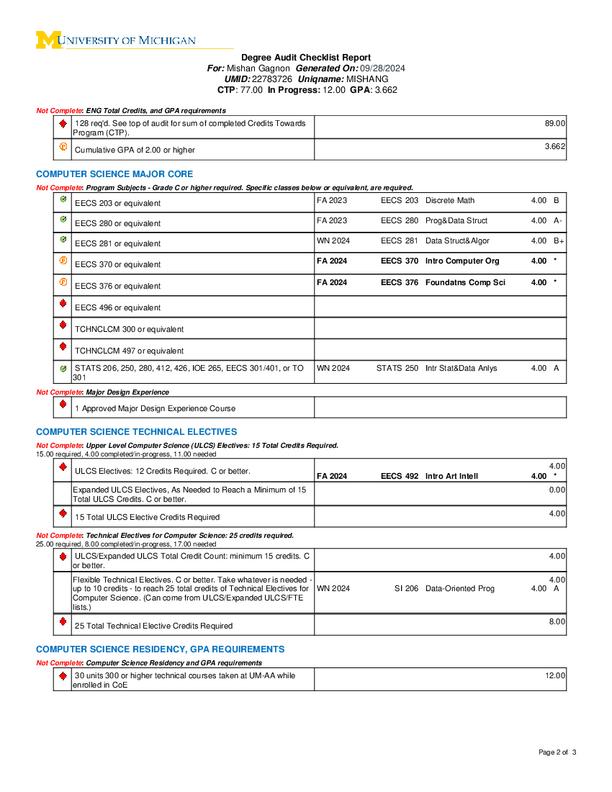 M UNIVERSITY OF MICHIGAN
Degree Audit Checklist Report
For: Mishan Gagnon Generated On: 09/28/2024
UMID: 22783726 Uniqname: MISHANG
CTP: 77.00 In Progress: 12.00 GPA: 3.662
Not Complete: ENG Total Credits, and GPA requirements
128 req'd. See top of audit for sum of completed Credits Towards 89.00
Program (CTP).
Cumulative GPA of 2.00 or higher 3.662
COMPUTER SCIENCE MAJOR CORE
Not Complete: Program Subjects - Grade C or higher required. Specific classes below or equivalent, are required.
EECS 203 or equivalent FA 2023 EECS 203 Discrete Math 4.00 B
EECS 280 or equivalent FA 2023 EECS 280 Prog&Data Struct 4.00 A-
EECS 281 or equivalent WN 2024 EECS 281 Data Struct&Algor 4.00 B+
EECS 370 or equivalent FA 2024 EECS 370 Intro Computer Org 4.00 *
EECS 376 or equivalent FA 2024 EECS 376 Foundatns Comp Sci 4.00 *
EECS 496 or equivalent
TCHNCLCM 300 or equivalent
TCHNCLCM 497 or equivalent
STATS 206, 250, 280, 412, 426, IOE 265, EECS 301/401, or TO WN 2024 STATS 250 Intr Stat&Data Anlys 4.00 A
301
Not Complete: Major Design Experience
1 Approved Major Design Experience Course
COMPUTER SCIENCE TECHNICAL ELECTIVES
Not Complete: Upper Level Computer Science (ULCS) Electives: 15 Total Credits Required.
15.00 required, 4.00 completed/in-progress, 11.00 needed
4.00
ULCS Electives: 12 Credits Required. C or better. FA 2024 EECS 492 Intro Art Intell 4.00 *
Expanded ULCS Electives, As Needed to Reach a Minimum of 15 0.00
Total ULCS Credits. C or better.
15 Total ULCS Elective Credits Required 4.00
Not Complete: Technical Electives for Computer Science: 25 credits required.
25.00 required, 8.00 completed/in-progress, 17.00 needed
ULCS/Expanded ULCS Total Credit Count: minimum 15 credits. C 4.00
or better.
Flexible Technical Electives. C or better. Take whatever is needed - 4.00
up to 10 credits - to reach 25 total credits of Technical Electives for WN 2024 SI 206 Data-Oriented Prog 4.00 A
Computer Science. (Can come from ULCS/Expanded ULCS/FTE
lists.)
25 Total Technical Elective Credits Required 8.00
COMPUTER SCIENCE RESIDENCY, GPA REQUIREMENTS
Not Complete: Computer Science Residency and GPA requirements
30 units 300 or higher technical courses taken at UM-AA while 12.00
enrolled in CoE
Page 2 of 3